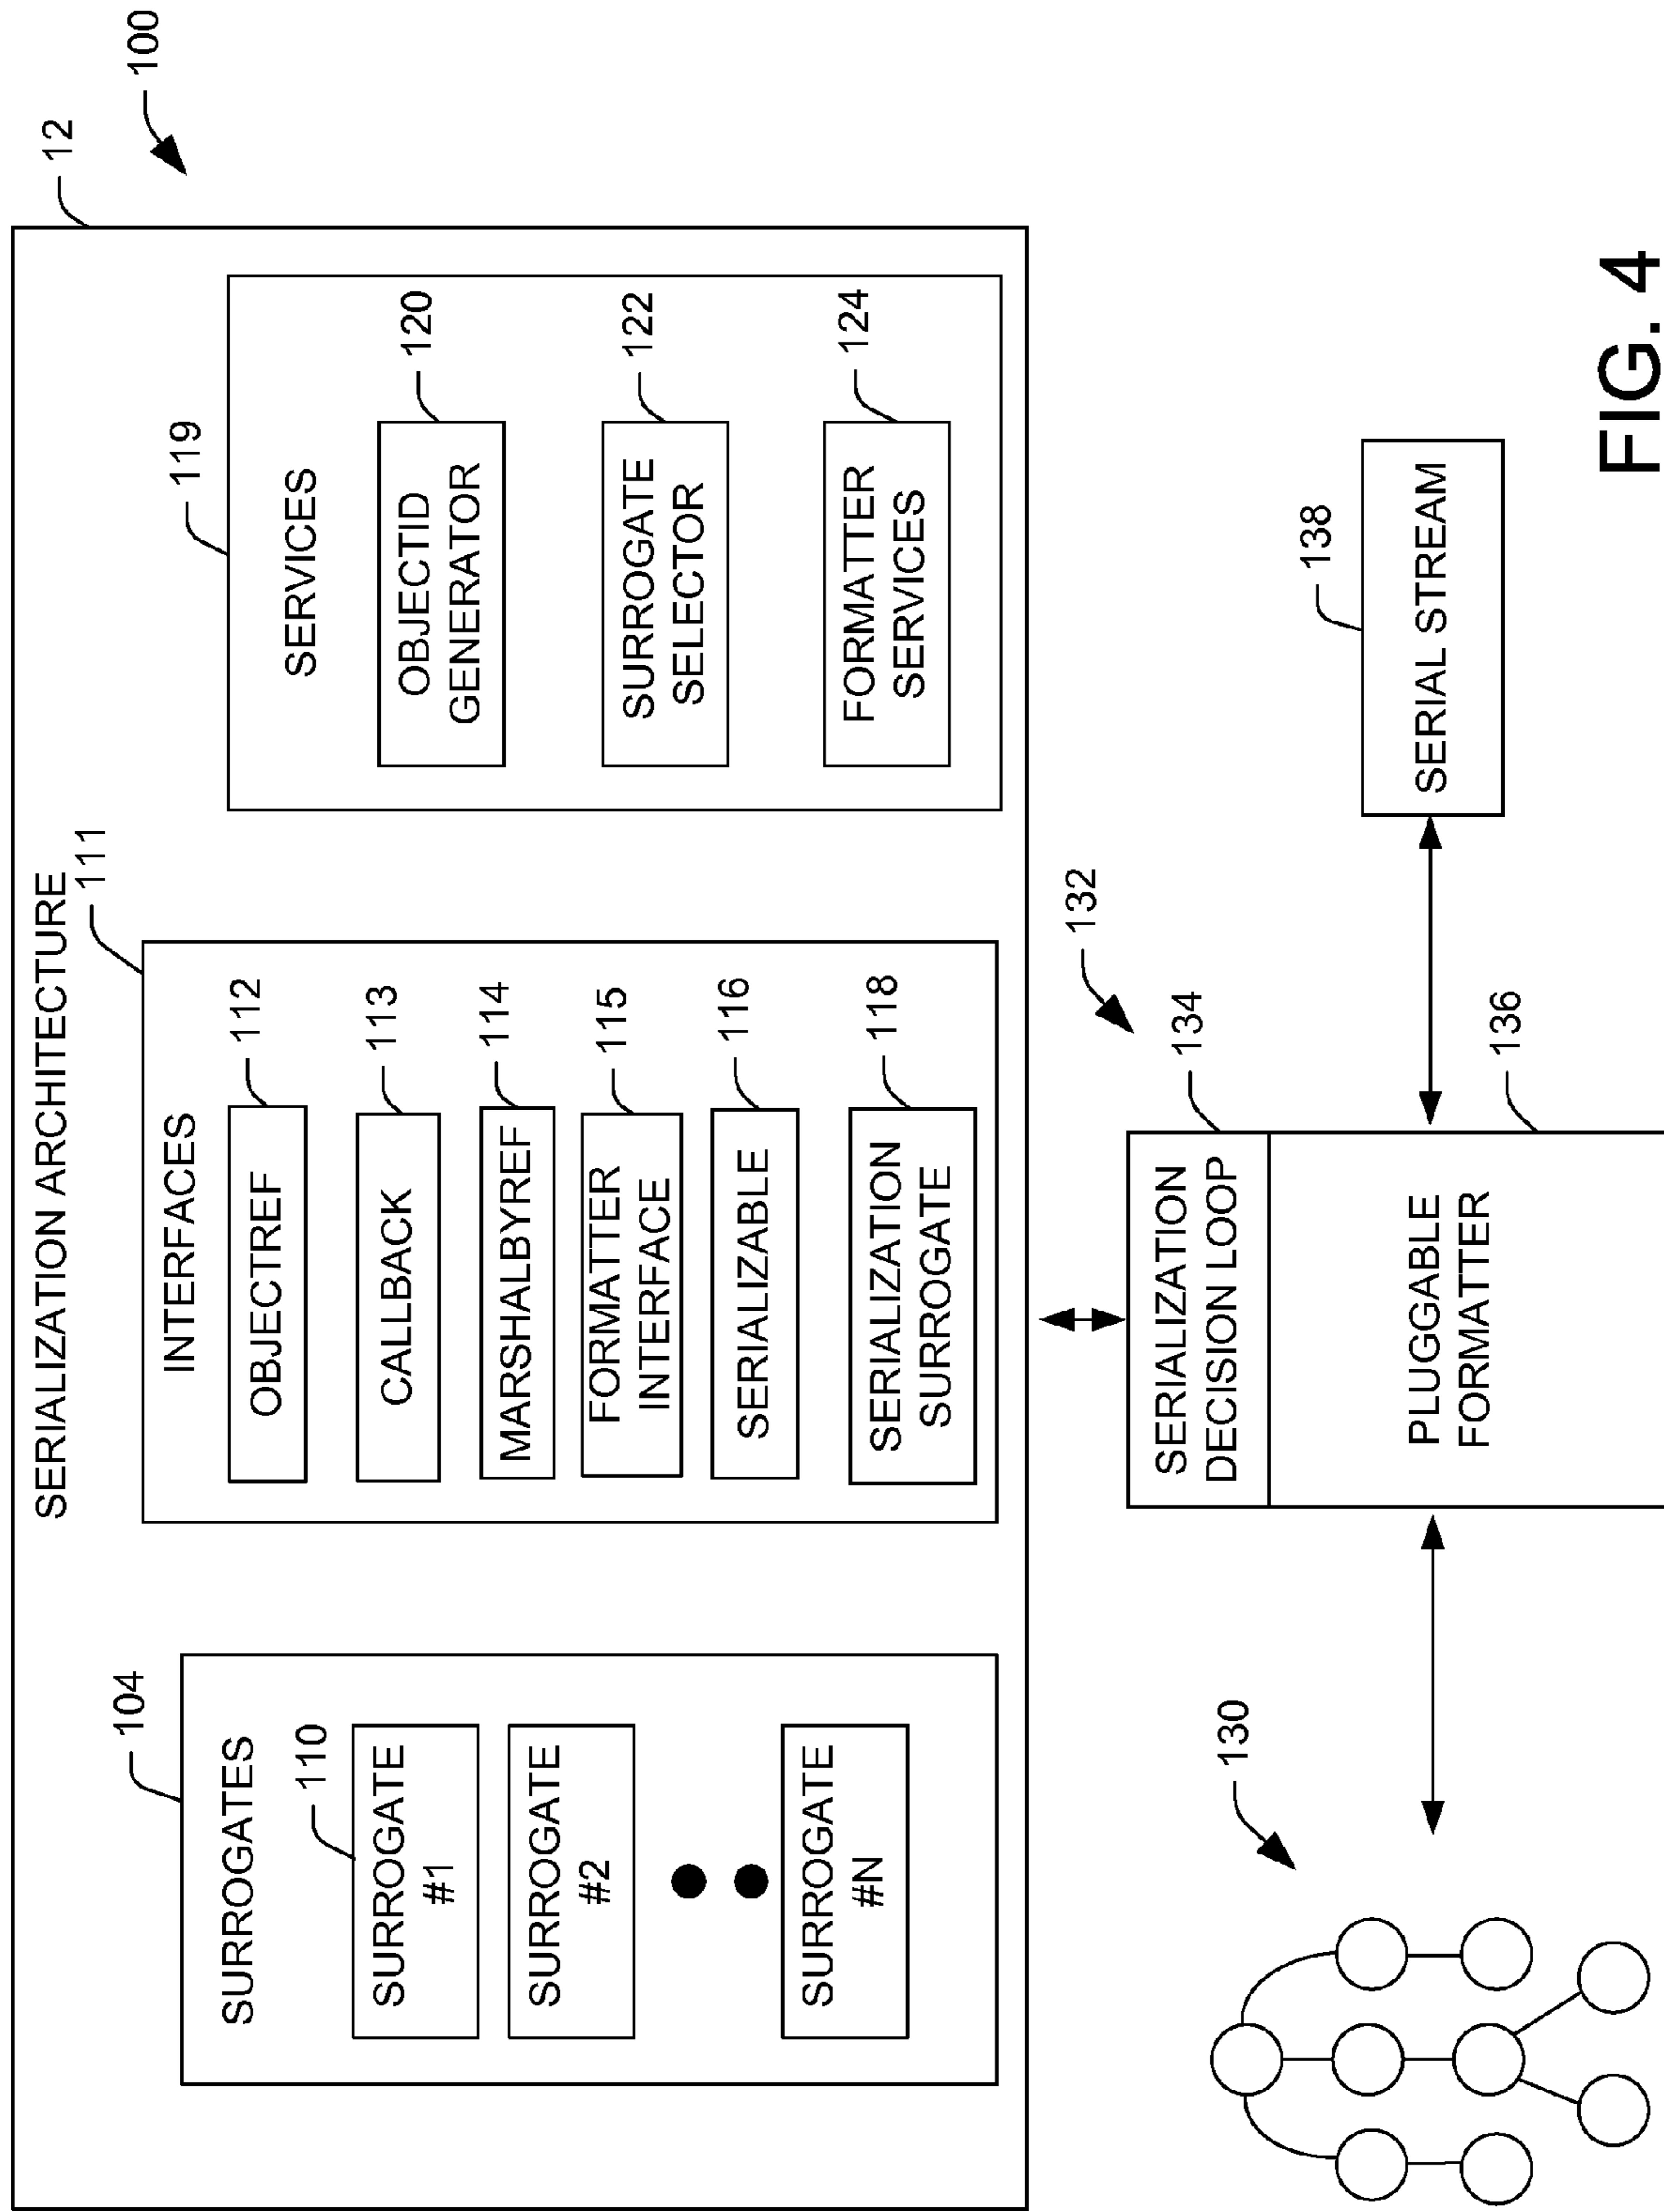 SERIALIZATION ARCHITECTURE
12
100
SURROGATES
104
SURROGATE
#1
110
SURROGATE
#2
SURROGATE
#N
INTERFACES
111
OBJECTREF
112
CALLBACK
113
MARSHALBYREF
114
FORMATTER
INTERFACE
115
SERIALIZABLE
116
SERIALIZATION
SURROGATE
118
SERVICES
119
OBJECTID
GENERATOR
120
SURROGATE
SELECTOR
122
FORMATTER
SERVICES
124
130
132
SERIALIZATION
DECISION LOOP
134
PLUGGABLE
FORMATTER
136
SERIAL STREAM
138
FIG. 4